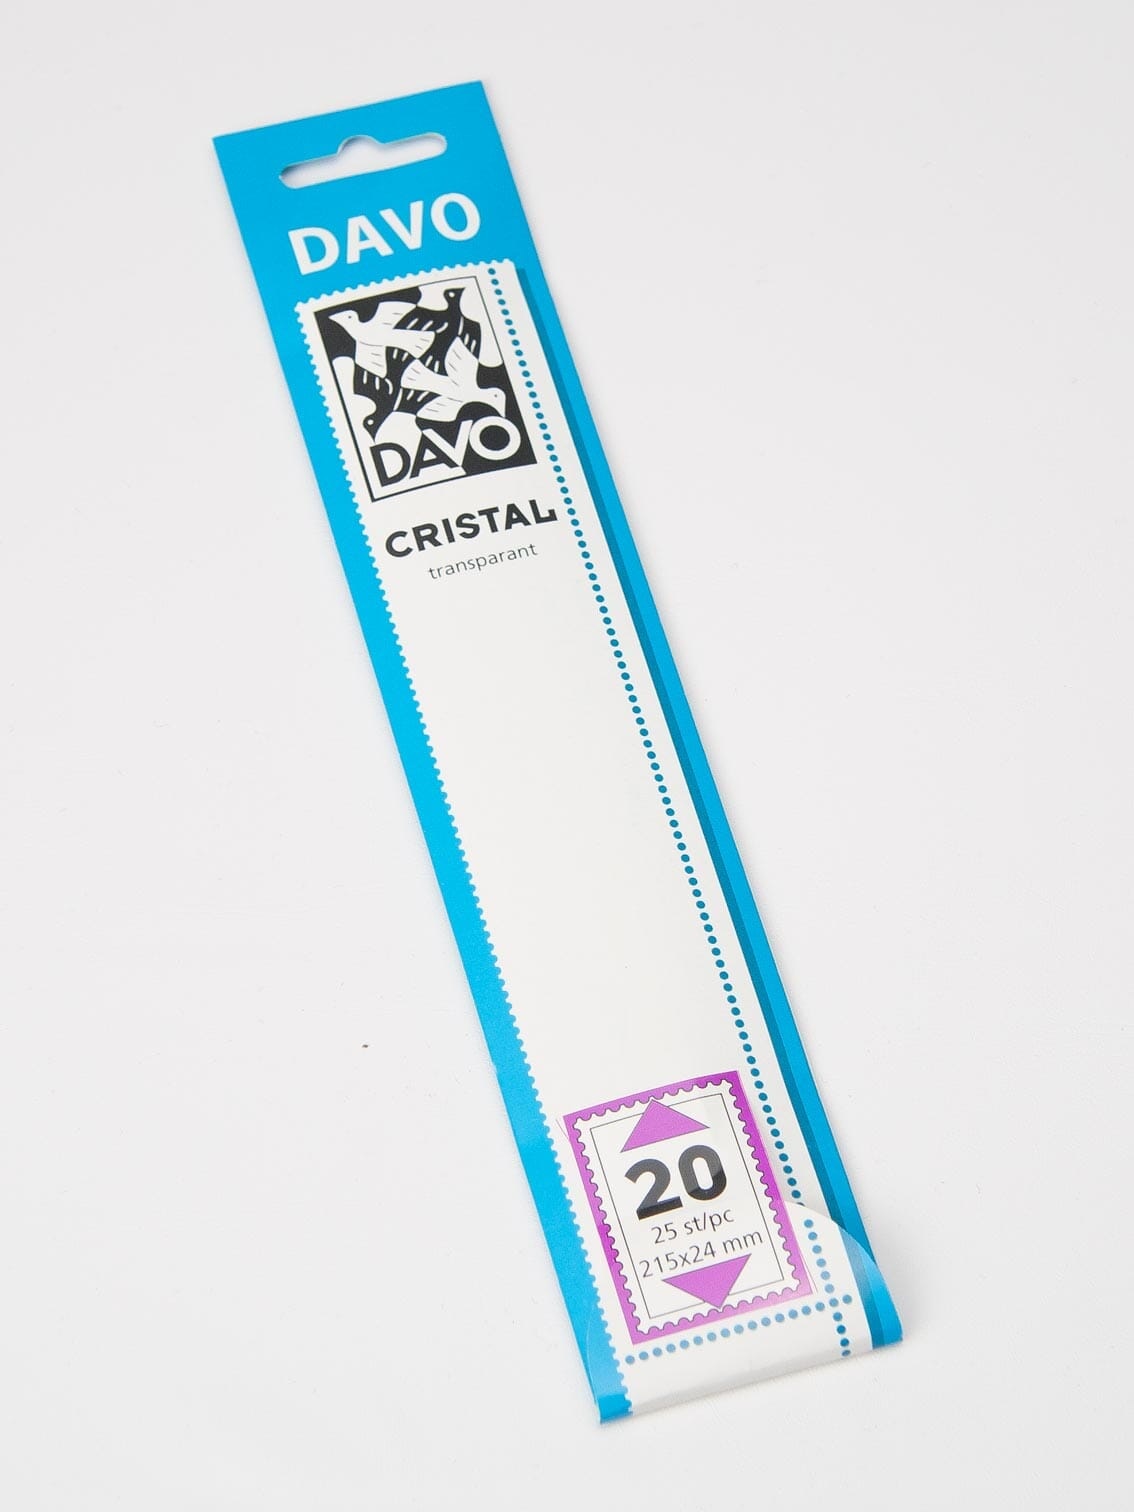 DAVO
DAVO
CRISTAL
transparant
20
25 st/pc
215x24 mm